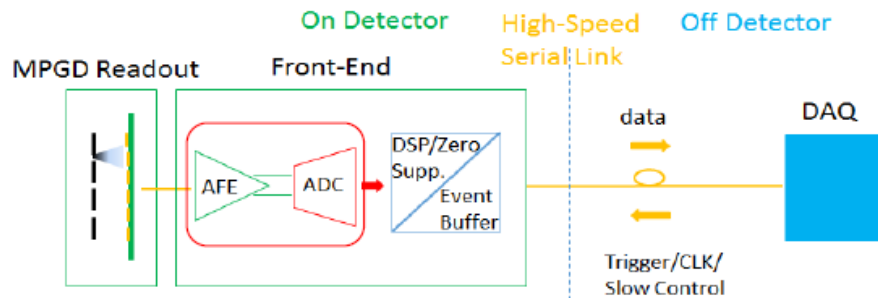 On Detector
High-Speed
Serial Link
Off Detector
MPGD Readout
Front-End
data
DAQ
AFE
ADC
DSP/Zero
Supp.
Event
Buffer
Trigger/CLK/
Slow Control